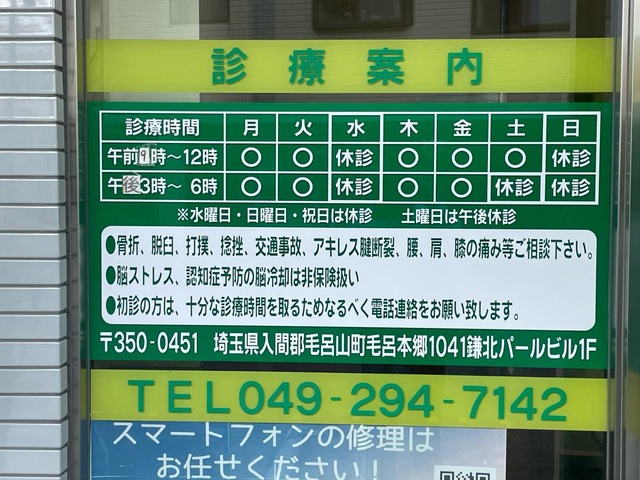 診療案内
診療時間 月 火 水 木 金 土 日
午前1時～12時 ○ ○ 休診 ○ ○ ○ 休診
午後3時～6時 ○ ○ 休診 ○ ○ 休診 休診
※水曜日・日曜日・祝日は休診 土曜日は午後休診
●骨折、脱臼、打撲、捻挫、交通事故、アキレス腱断裂、腰、肩、膝の痛み等ご相談下さい。
●脳ストレス、認知症予防の脳冷却は非保険扱い
●初診の方は、十分な診療時間を取るためなるべく電話連絡をお願い致します。
〒350-0451 埼玉県入間郡毛呂山町毛呂本郷1041鎌北パールビル1F
TEL049-294-7142
スマートフォンの修理は
お任せください！